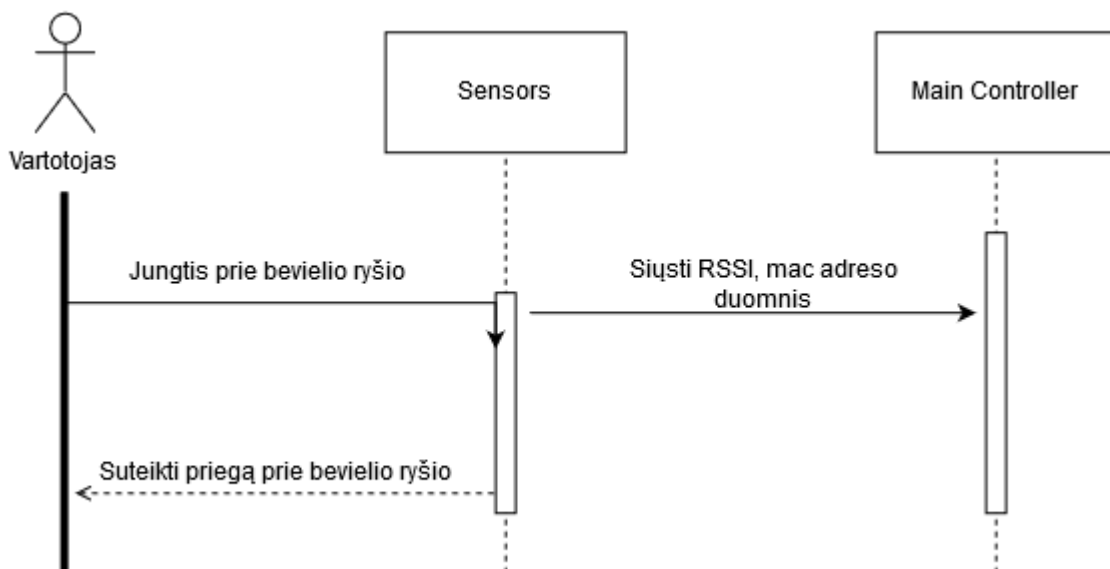 Vartotojas
Sensors
Main Controller
Jungtis prie bevielio ryšio
Siųsti RSSI, mac adreso
duomnis
Suteikti priegą prie bevielio ryšio